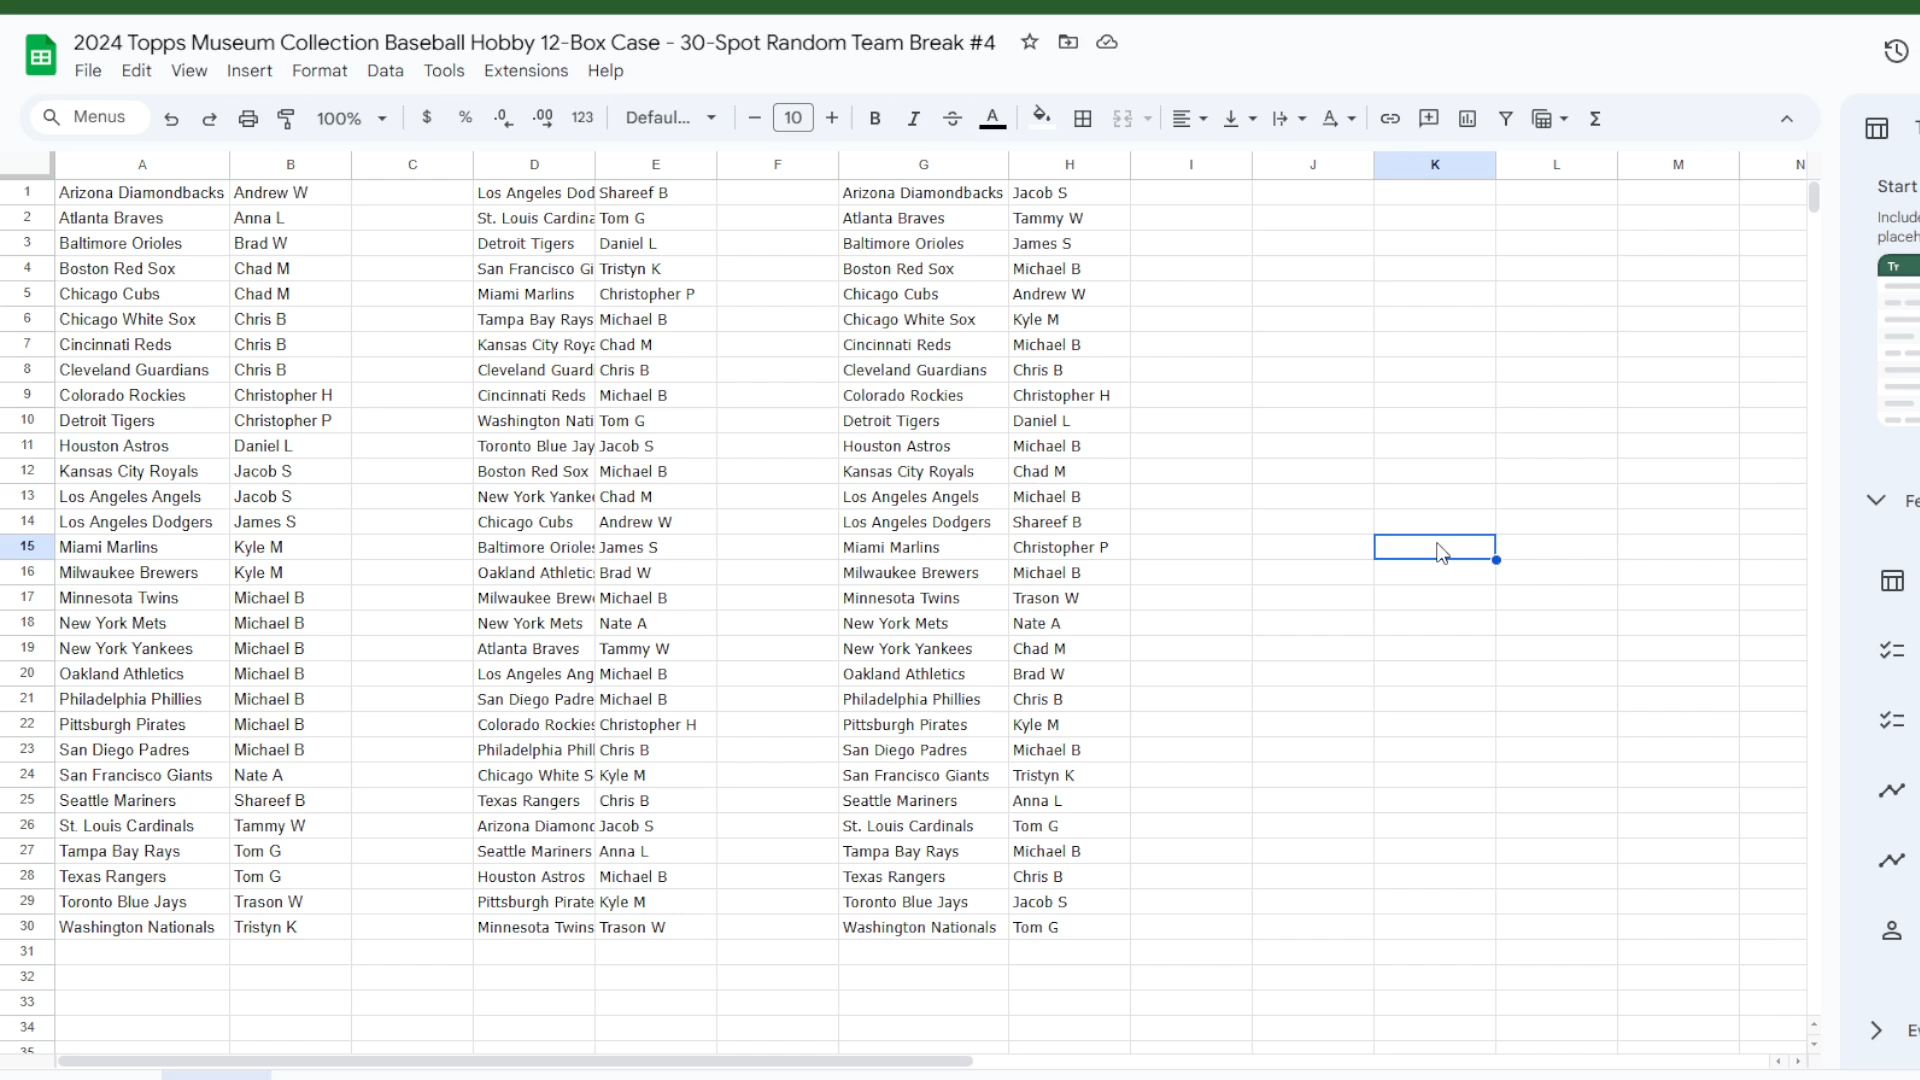 2024 Topps Museum Collection Baseball Hobby 12-Box Case - 30-Spot Random Team Break #4
File Edit View Insert Format Data Tools Extensions Help
Menus 100% $ % .0 .00 123 Defaul... 10 B I A
A B C D E F G H I J K L M N
1 Arizona Diamondbacks Andrew W Los Angeles Dod Shareef B Arizona Diamondbacks Jacob S
2 Atlanta Braves Anna L St. Louis Cardina Tom G Atlanta Braves Tammy W
3 Baltimore Orioles Brad W Detroit Tigers Daniel L Baltimore Orioles James S
4 Boston Red Sox Chad M San Francisco Gi Tristyn K Boston Red Sox Michael B
5 Chicago Cubs Chad M Miami Marlins Christopher P Chicago Cubs Andrew W
6 Chicago White Sox Chris B Tampa Bay Rays Michael B Chicago White Sox Kyle M
7 Cincinnati Reds Chris B Kansas City Roya Chad M Cincinnati Reds Michael B
8 Cleveland Guardians Chris B Cleveland Guard Chris B Cleveland Guardians Chris B
9 Colorado Rockies Christopher H Cincinnati Reds Michael B Colorado Rockies Christopher H
10 Detroit Tigers Christopher P Washington Nati Tom G Detroit Tigers Daniel L
11 Houston Astros Daniel L Toronto Blue Jay Jacob S Houston Astros Michael B
12 Kansas City Royals Jacob S Boston Red Sox Michael B Kansas City Royals Chad M
13 Los Angeles Angels Jacob S New York Yanke Chad M Los Angeles Angels Michael B
14 Los Angeles Dodgers James S Chicago Cubs Andrew W Los Angeles Dodgers Shareef B
15 Miami Marlins Kyle M Baltimore Orioles James S Miami Marlins Christopher P
16 Milwaukee Brewers Kyle M Oakland Athletic Brad W Milwaukee Brewers Michael B
17 Minnesota Twins Michael B Milwaukee Brew Michael B Minnesota Twins Trason W
18 New York Mets Michael B New York Mets Nate A New York Mets Nate A
19 New York Yankees Michael B Atlanta Braves Tammy W New York Yankees Chad M
20 Oakland Athletics Michael B Los Angeles Ang Michael B Oakland Athletics Brad W
21 Philadelphia Phillies Michael B San Diego Padre Michael B Philadelphia Phillies Chris B
22 Pittsburgh Pirates Michael B Colorado Rockies Christopher H Pittsburgh Pirates Kyle M
23 San Diego Padres Michael B Philadelphia Phill Chris B San Diego Padres Michael B
24 San Francisco Giants Nate A Chicago White S Kyle M San Francisco Giants Tristyn K
25 Seattle Mariners Shareef B Texas Rangers Chris B Seattle Mariners Anna L
26 St. Louis Cardinals Tammy W Arizona Diamond Jacob S St. Louis Cardinals Tom G
27 Tampa Bay Rays Tom G Seattle Mariners Anna L Tampa Bay Rays Michael B
28 Texas Rangers Tom G Houston Astros Michael B Texas Rangers Chris B
29 Toronto Blue Jays Trason W Pittsburgh Pirate Kyle M Toronto Blue Jays Jacob S
30 Washington Nationals Tristyn K Minnesota Twins Trason W Washington Nationals Tom G
31
32
33
34
35
Start
Include
placeh
Tr
Fe
Ev